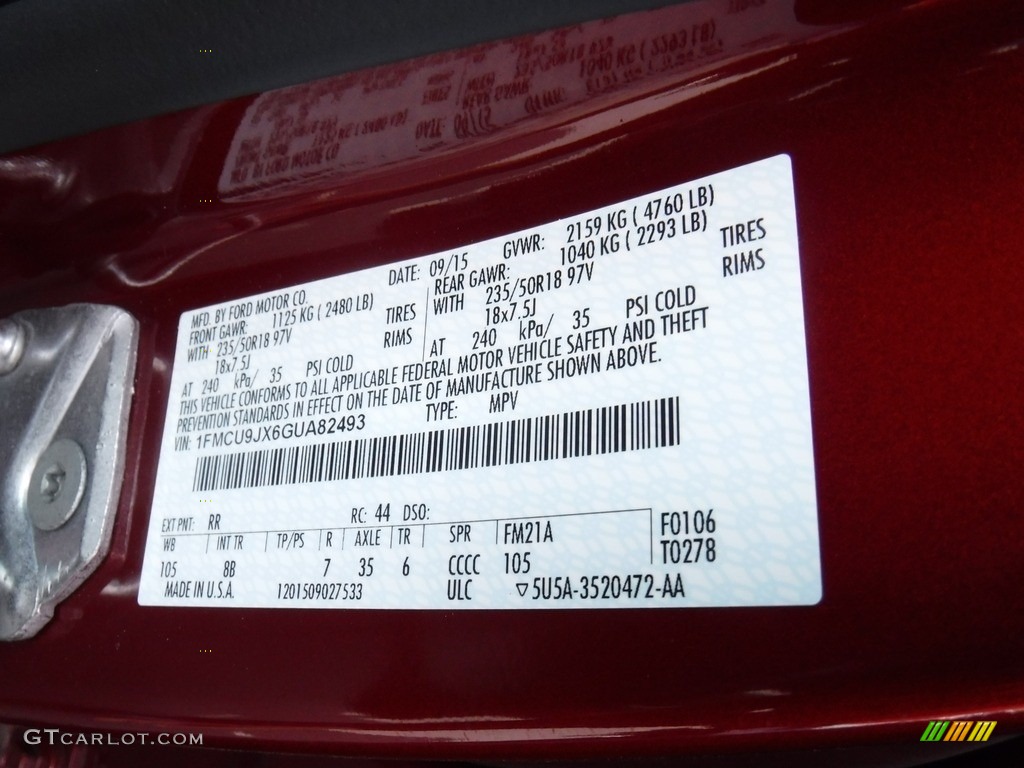 MFD. BY FORD MOTOR CO. DATE: 09/15 GVWR: 2159 KG ( 4760 LB)
FRONT GAWR: 1125 KG ( 2480 LB) REAR GAWR: 1040 KG ( 2293 LB)
WITH 235/50R18 97V TIRES WITH 235/50R18 97V TIRES
18x7.5J RIMS 18x7.5J RIMS
AT 240 kPa/ 35 PSI COLD AT 240 kPa/ 35 PSI COLD
THIS VEHICLE CONFORMS TO ALL APPLICABLE FEDERAL MOTOR VEHICLE SAFETY AND THEFT
PREVENTION STANDARDS IN EFFECT ON THE DATE OF MANUFACTURE SHOWN ABOVE.
VIN: 1FMCU9JX6GUA82493 TYPE: MPV
EXT PNT: RR RC: 44 DSO: F0106
WB INT TR TP/PS R AXLE TR SPR FM21A T0278
105 8B 7 35 6 CCCC 105
MADE IN U.S.A. 1201509027533 ULC ▽5U5A-3520472-AA
GTCARLOT.COM